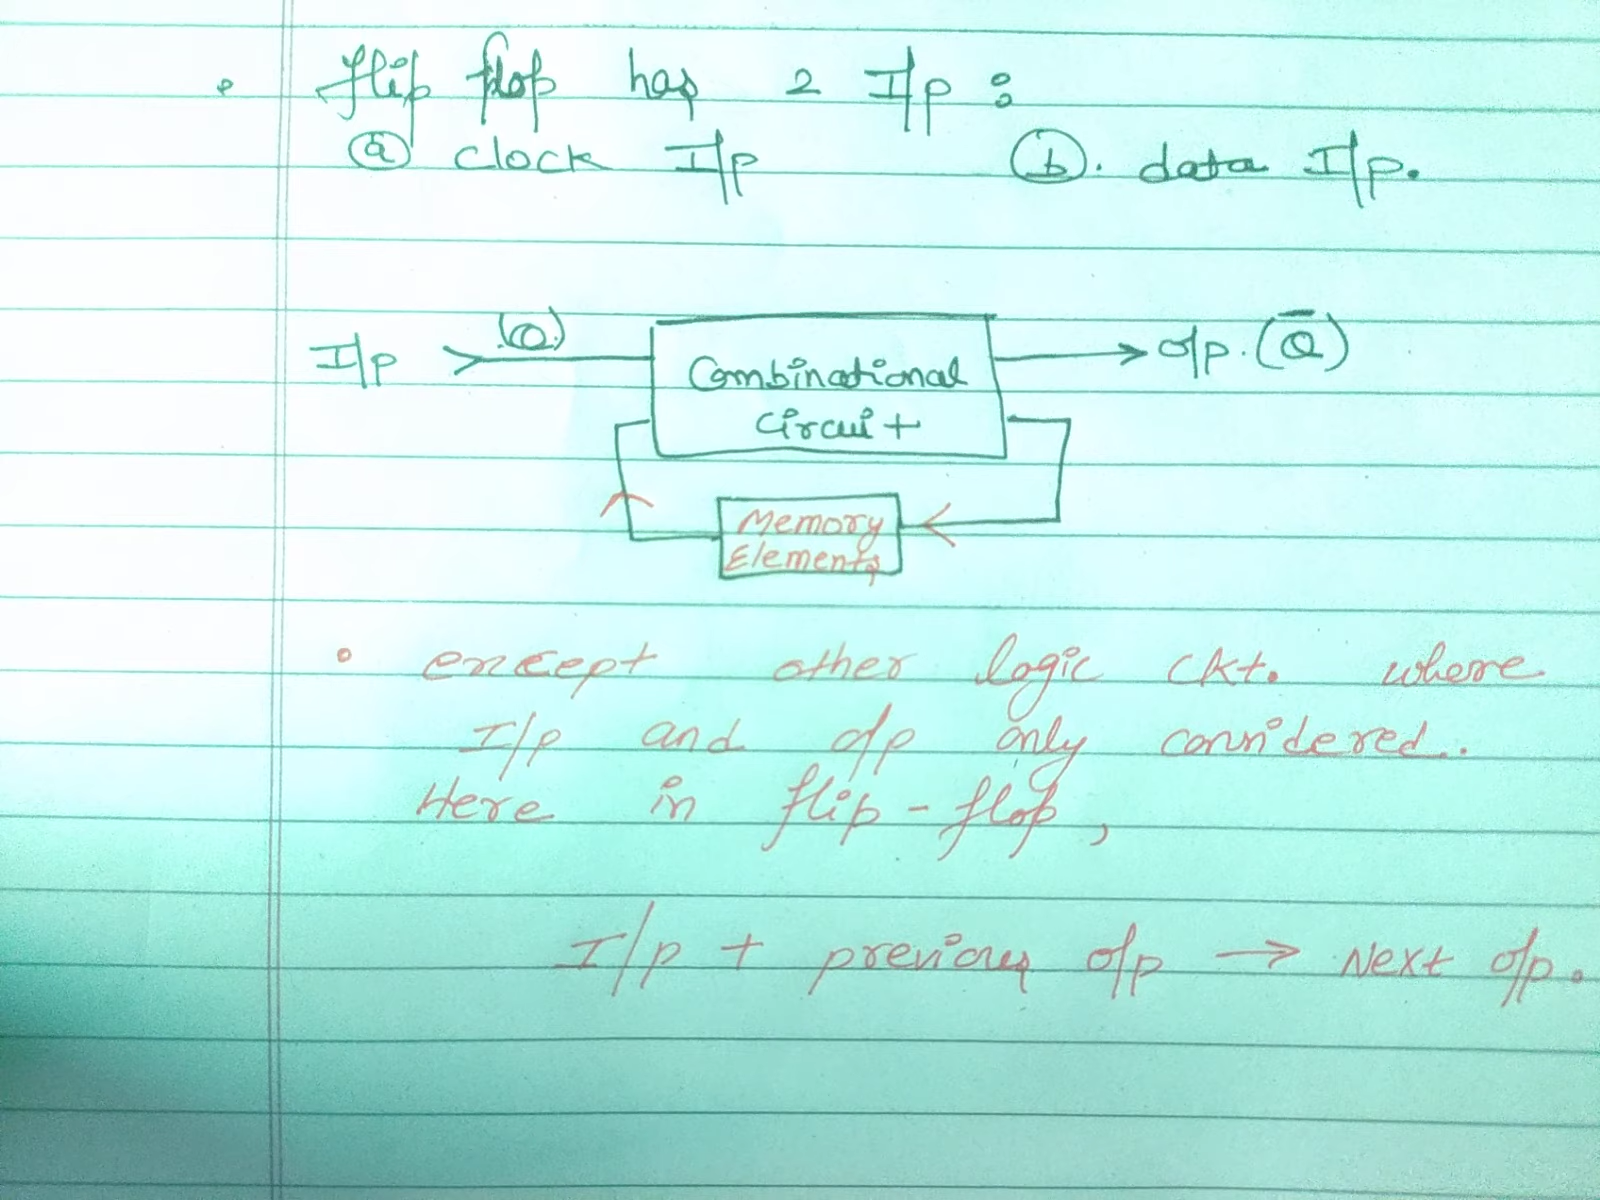 • flip flop has 2 I/p :
(a) clock I/p (b). data I/p.
I/p (Q) Combinational o/p. (Q̄)
Circuit
Memory
Elements
• except other logic ckt. where
I/p and o/p only considered.
Here in flip-flop,
I/p + previous o/p → Next o/p.